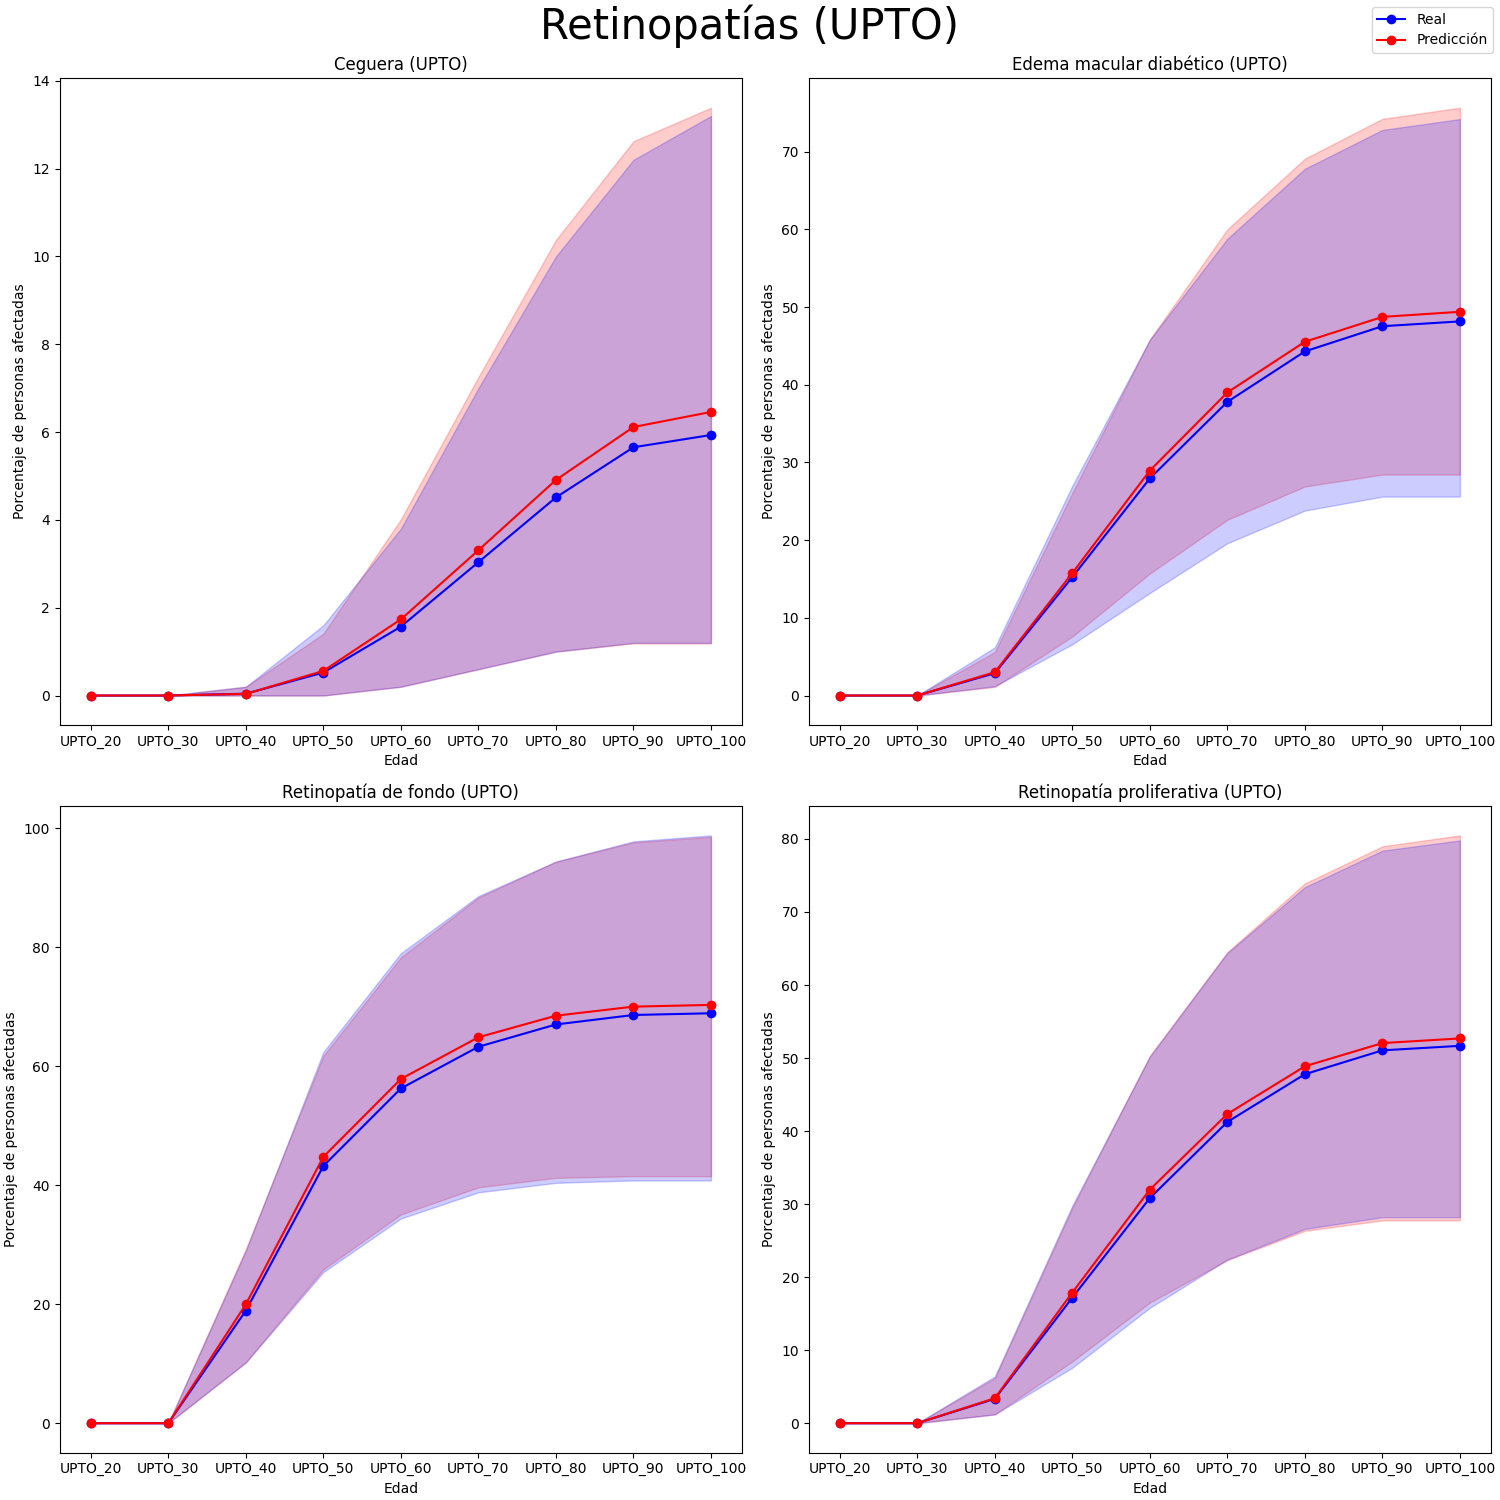 Retinopatías (UPTO)
Real
Predicción
Ceguera (UPTO)
14
12
10
8
6
4
2
0
Porcentaje de personas afectadas
UPTO_20 UPTO_30 UPTO_40 UPTO_50 UPTO_60 UPTO_70 UPTO_80 UPTO_90 UPTO_100
Edad
Edema macular diabético (UPTO)
70
60
50
40
30
20
10
0
Porcentaje de personas afectadas
UPTO_20 UPTO_30 UPTO_40 UPTO_50 UPTO_60 UPTO_70 UPTO_80 UPTO_90 UPTO_100
Edad
Retinopatía de fondo (UPTO)
100
80
60
40
20
0
Porcentaje de personas afectadas
UPTO_20 UPTO_30 UPTO_40 UPTO_50 UPTO_60 UPTO_70 UPTO_80 UPTO_90 UPTO_100
Edad
Retinopatía proliferativa (UPTO)
80
70
60
50
40
30
20
10
0
Porcentaje de personas afectadas
UPTO_20 UPTO_30 UPTO_40 UPTO_50 UPTO_60 UPTO_70 UPTO_80 UPTO_90 UPTO_100
Edad